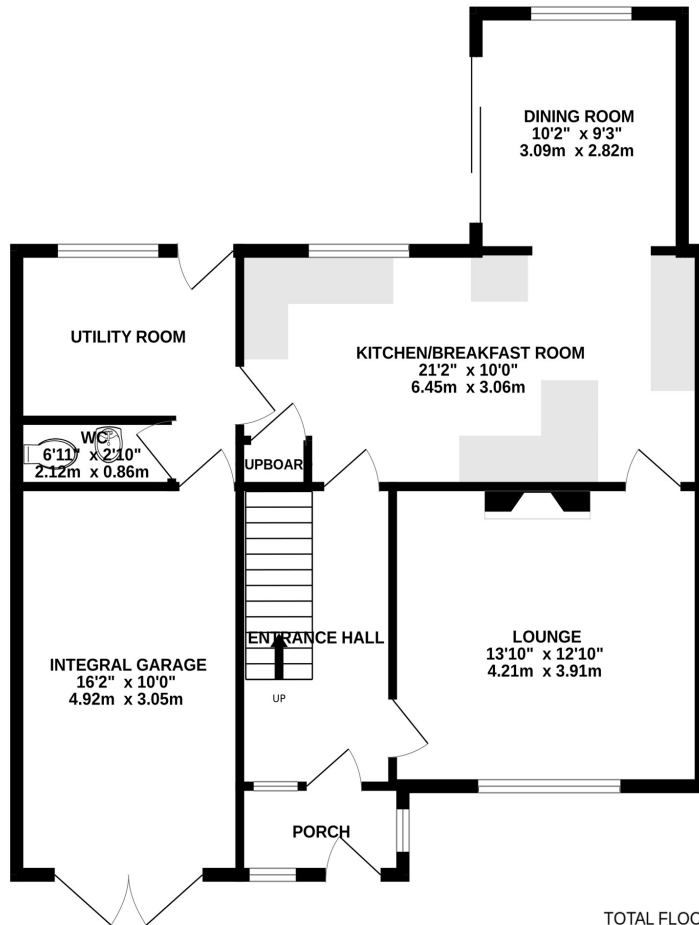 DINING ROOM
10'2" x 9'3"
3.09m x 2.82m
UTILITY ROOM
KITCHEN/BREAKFAST ROOM
21'2" x 10'0"
6.45m x 3.06m
WC
6'11" x 2'10"
2.12m x 0.86m
UPBOAR
ENTRANCE HALL
UP
LOUNGE
13'10" x 12'10"
4.21m x 3.91m
INTEGRAL GARAGE
16'2" x 10'0"
4.92m x 3.05m
PORCH
TOTAL FLOO